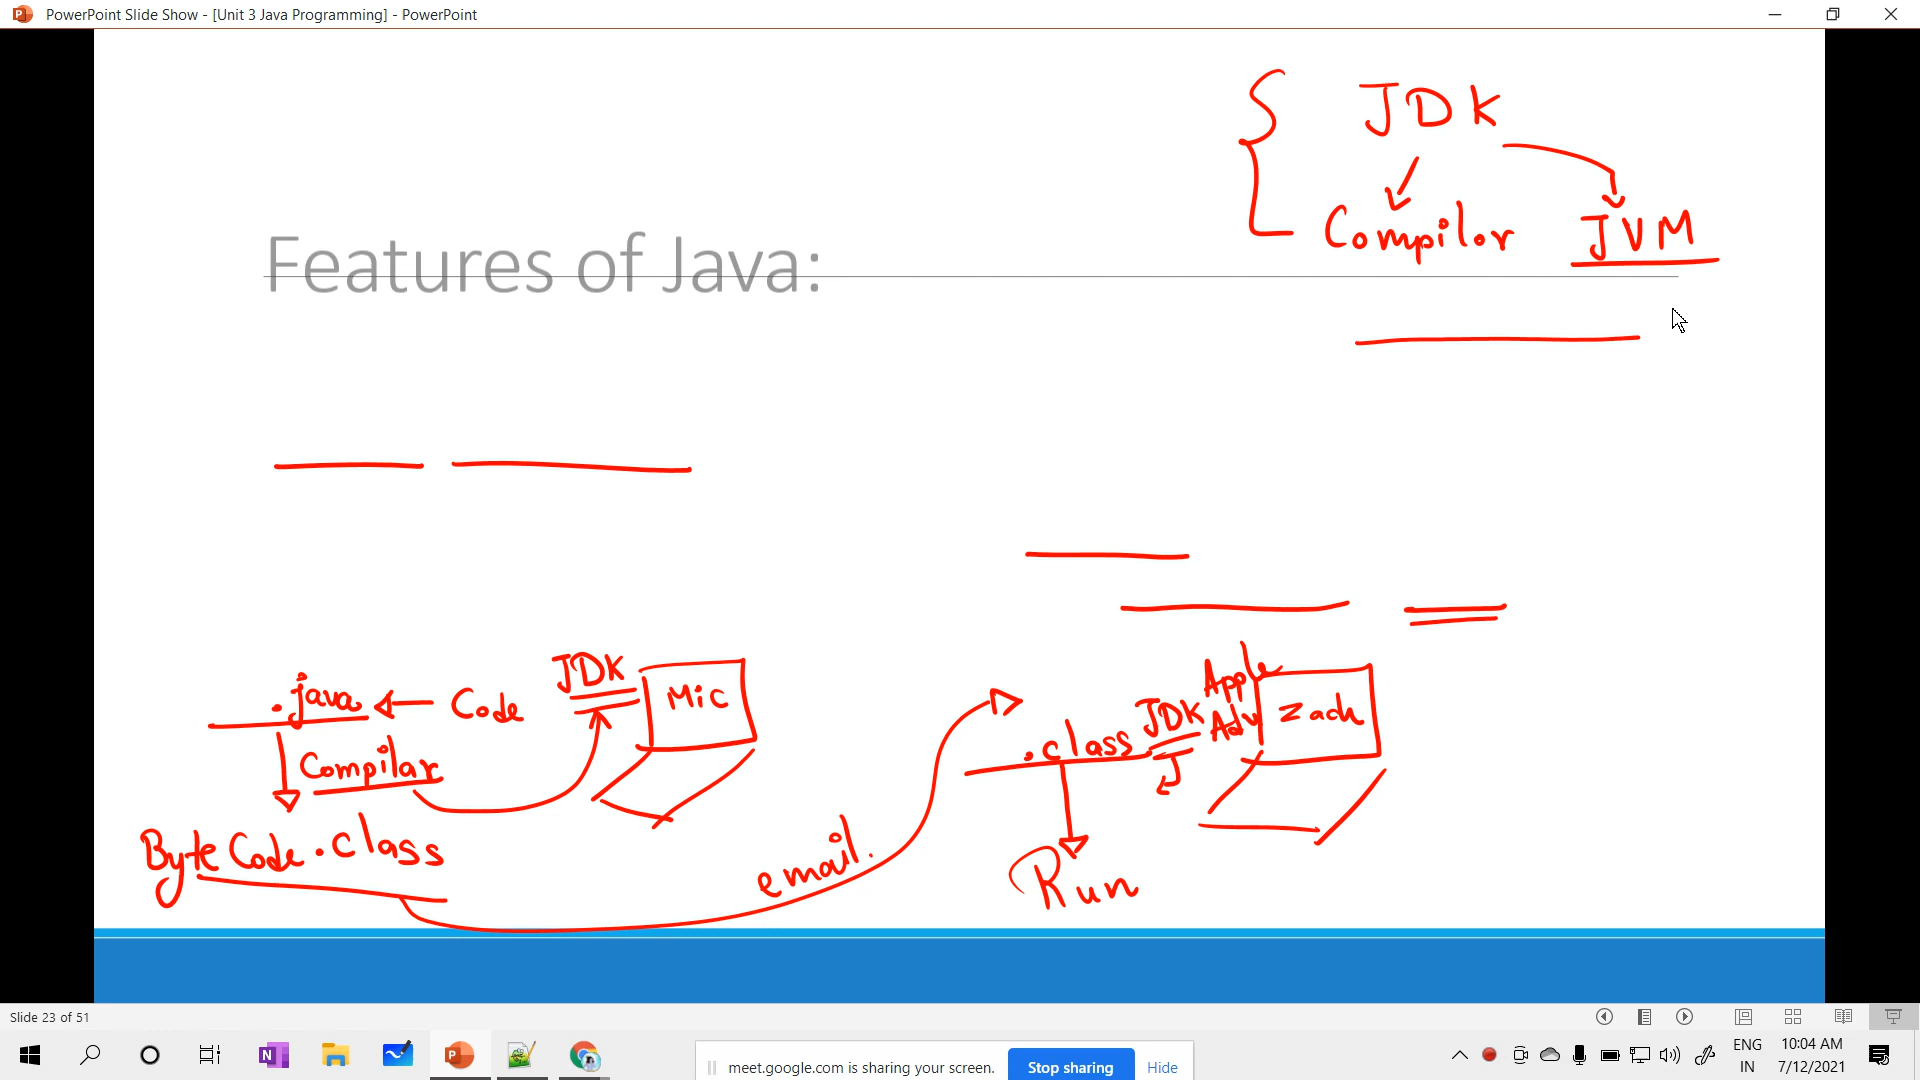 PowerPoint Slide Show - [Unit 3 Java Programming] - PowerPoint
JDK
Compilor JVM
Features of Java:
.java Code JDK Mic
Compilar
ByteCode .class
email.
Apple
.class JDK Adv Zach
J
Run
Slide 23 of 51
meet.google.com is sharing your screen. Stop sharing Hide
ENG 10:04 AM
IN 7/12/2021